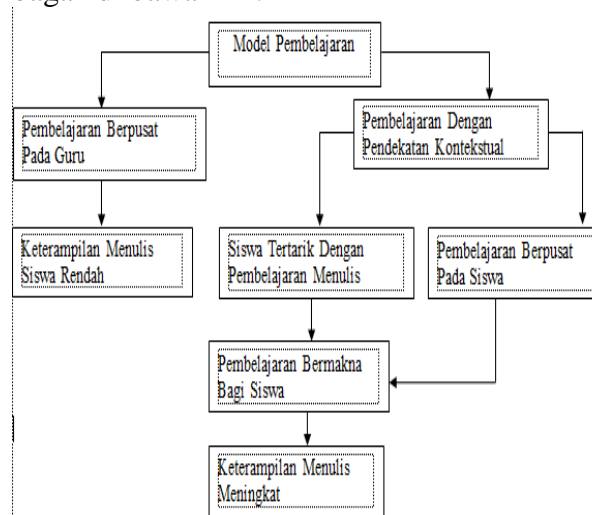 Model Pembelajaran
Pembelajaran Berpusat
Pada Guru
Pembelajaran Dengan
Pendekatan Kontekstual
Keterampilan Menulis
Siswa Rendah
Siswa Tertarik Dengan
Pembelajaran Menulis
Pembelajaran Berpusat
Pada Siswa
Pembelajaran Bermakna
Bagi Siswa
Keterampilan Menulis
Meningkat